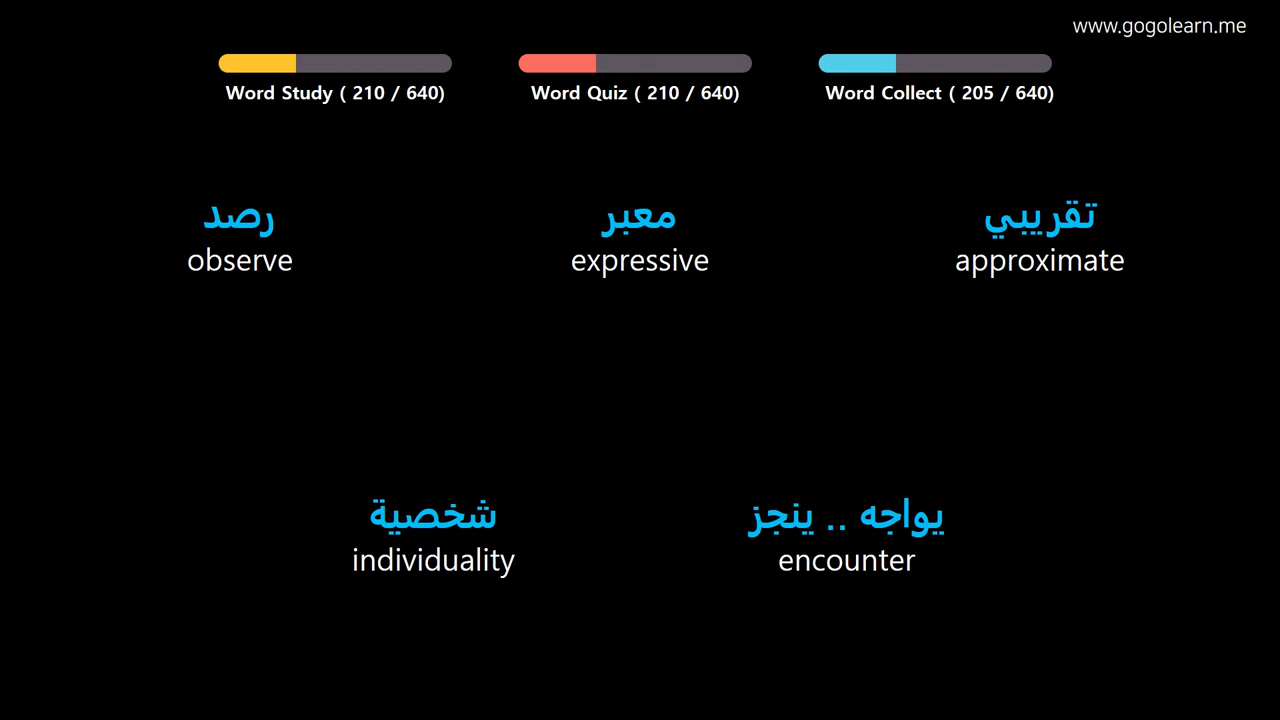 www.gogolearn.me
Word Study ( 210 / 640)
Word Quiz ( 210 / 640)
Word Collect ( 205 / 640)
رصد
observe
معبر
expressive
تقريبي
approximate
شخصية
individuality
يواجه .. ينجز
encounter